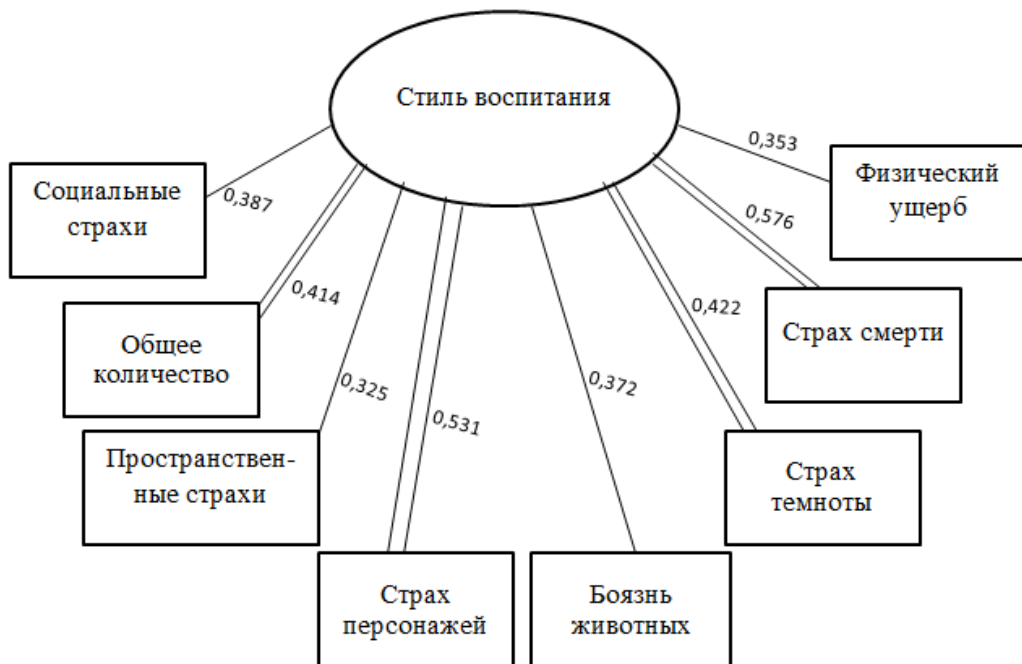 Стиль воспитания
0,353
Физический
ущерб
Социальные
страхи
0,387
0,576
0,414
0,422
Страх смерти
Общее
количество
0,325
0,372
0,531
Пространствен-
ные страхи
Страх
темноты
Страх
персонажей
Боязнь
животных